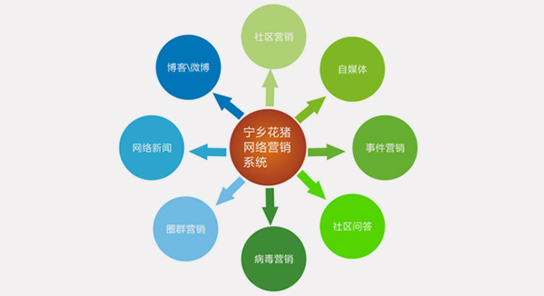 社区营销
博客\微博
自媒体
宁乡花猪
网络营销
系统
网络新闻
事件营销
圈群营销
社区问答
病毒营销